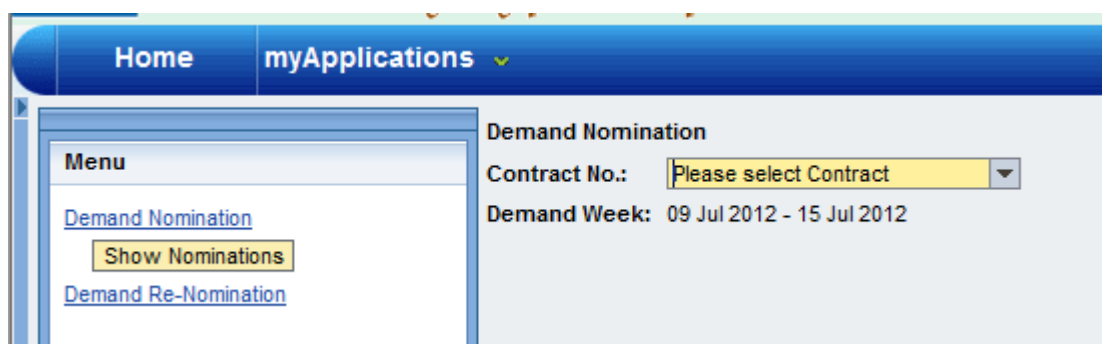 Home myApplications
Menu
Demand Nomination
Show Nominations
Demand Re-Nomination
Demand Nomination
Contract No.: Please select Contract
Demand Week: 09 Jul 2012 - 15 Jul 2012